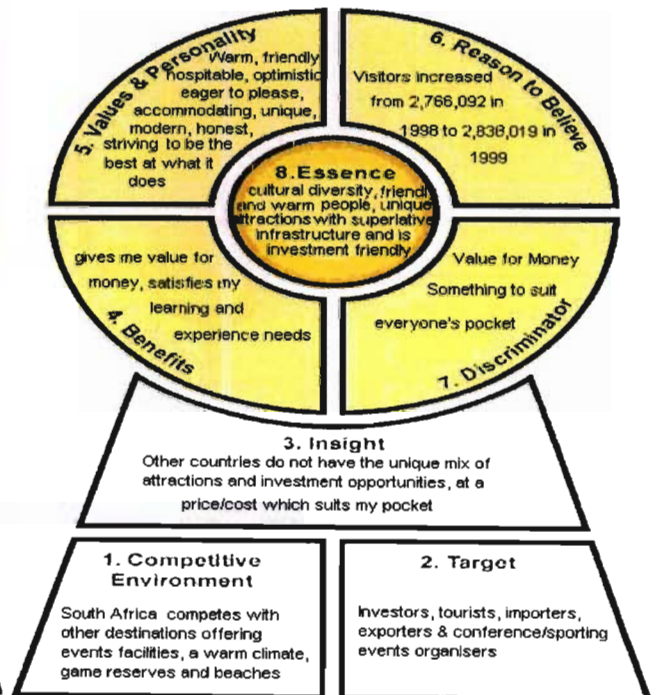 5. Values & Personality
Warm, friendly
hospitable, optimistic
eager to please,
accommodating, unique,
modern, honest,
striving to be the
best at what it
does
6. Reason to Believe
Visitors increased
from 2,766,092 in
1998 to 2,838,019 in
1999
8.Essence
cultural diversity, friendly
and warm people, unique
attractions with superlative
infrastructure and is
investment friendly
gives me value for
money, satisfies my
learning and
experience needs
4. Benefits
Value for Money
Something to suit
everyone's pocket
7. Discriminator
3. Insight
Other countries do not have the unique mix of
attractions and investment opportunities, at a
price/cost which suits my pocket
1. Competitive
Environment
South Africa competes with
other destinations offering
events facilities, a warm climate,
game reserves and beaches
2. Target
Investors, tourists, importers,
exporters & conference/sporting
events organisers